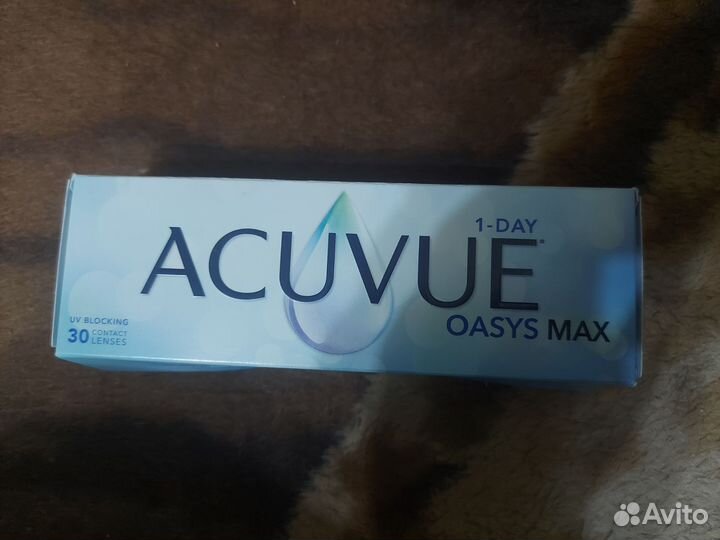 1-DAY
ACUVUE
OASYS MAX
UV BLOCKING
30 CONTACT
LENSES
Avito